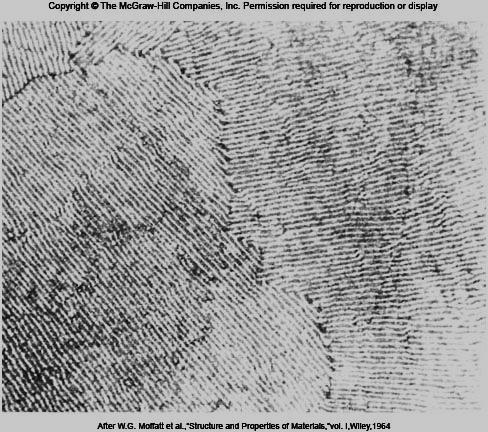 Copyright © The McGraw-Hill Companies, Inc. Permission required for reproduction or display
After W.G. Moffatt et al.,"Structure and Properties of Materials,"vol. I,Wiley,1964